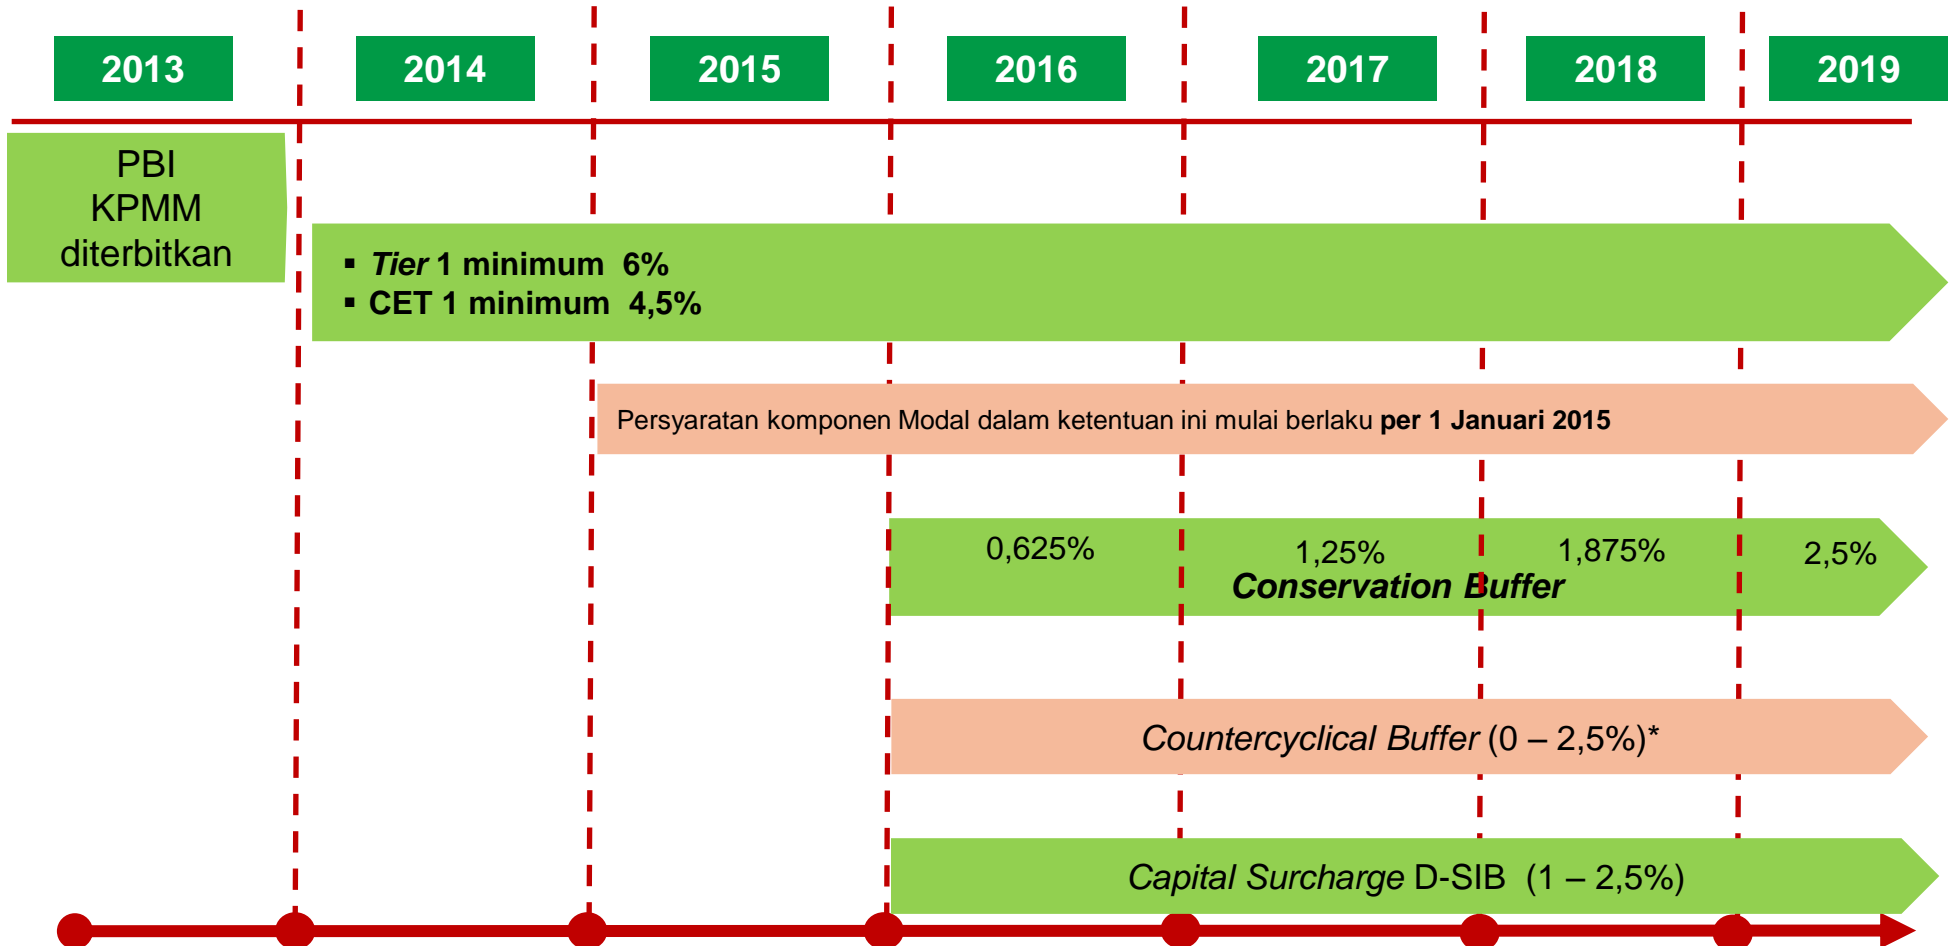 2013 2014 2015 2016 2017 2018 2019
PBI
KPMM
diterbitkan
▪ Tier 1 minimum 6%
▪ CET 1 minimum 4,5%
Persyaratan komponen Modal dalam ketentuan ini mulai berlaku per 1 Januari 2015
0,625% 1,25% 1,875% 2,5%
Conservation Buffer
Countercyclical Buffer (0 – 2,5%)*
Capital Surcharge D-SIB (1 – 2,5%)